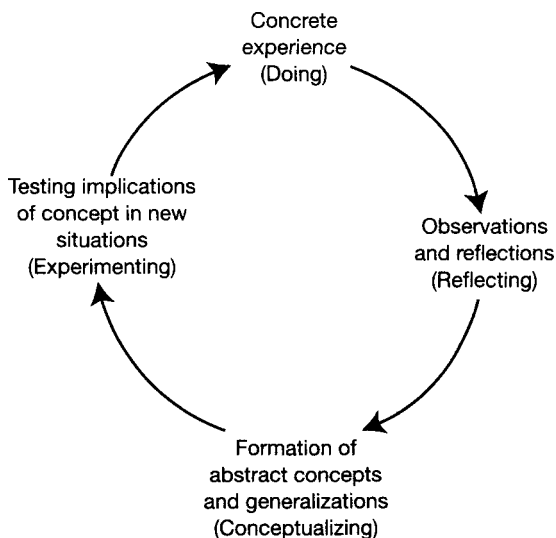 Concrete
experience
(Doing)
Observations
and reflections
(Reflecting)
Formation of
abstract concepts
and generalizations
(Conceptualizing)
Testing implications
of concept in new
situations
(Experimenting)